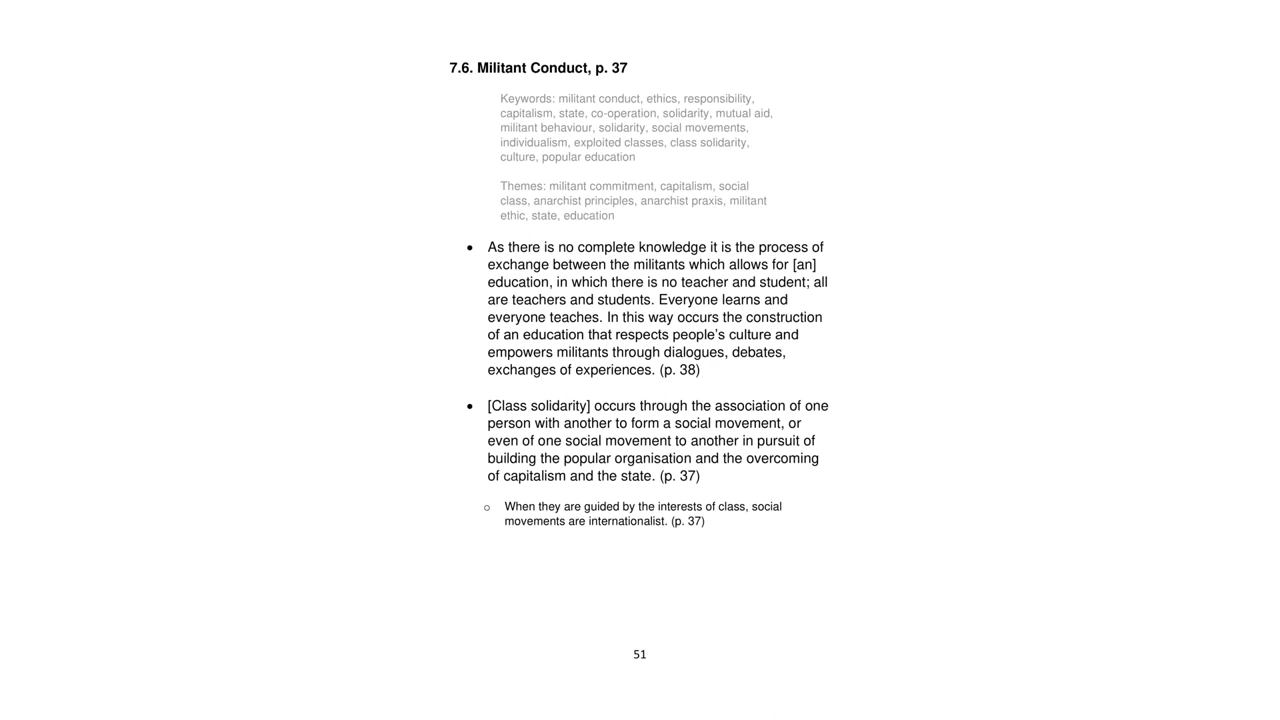 7.6. Militant Conduct, p. 37
Keywords: militant conduct, ethics, responsibility,
capitalism, state, co-operation, solidarity, mutual aid,
militant behaviour, solidarity, social movements,
individualism, exploited classes, class solidarity,
culture, popular education
Themes: militant commitment, capitalism, social
class, anarchist principles, anarchist praxis, militant
ethic, state, education
• As there is no complete knowledge it is the process of
exchange between the militants which allows for [an]
education, in which there is no teacher and student; all
are teachers and students. Everyone learns and
everyone teaches. In this way occurs the construction
of an education that respects people’s culture and
empowers militants through dialogues, debates,
exchanges of experiences. (p. 38)
• [Class solidarity] occurs through the association of one
person with another to form a social movement, or
even of one social movement to another in pursuit of
building the popular organisation and the overcoming
of capitalism and the state. (p. 37)
o When they are guided by the interests of class, social
movements are internationalist. (p. 37)
51